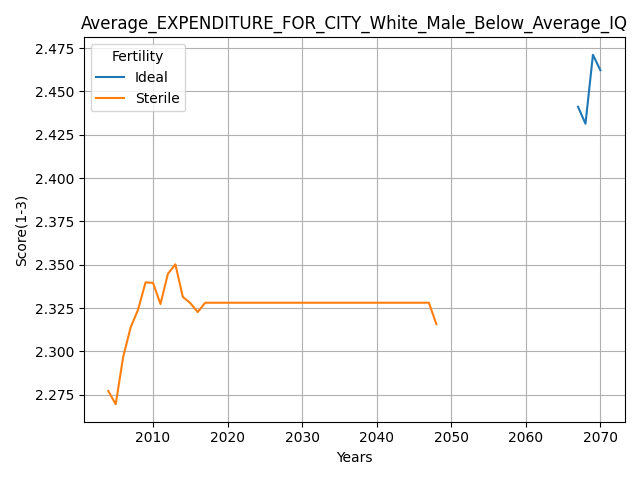 Average_EXPENDITURE_FOR_CITY_White_Male_Below_Average_IQ
Fertility
Ideal
Sterile
2.475
2.450
2.425
2.400
2.375
2.350
2.325
2.300
2.275
Score(1-3)
2010 2020 2030 2040 2050 2060 2070
Years